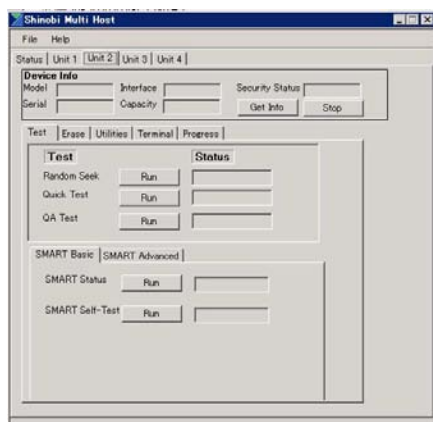 Shinobi Multi Host
File Help
Status Unit 1 Unit 2 Unit 3 Unit 4
Device Info
Model Interface Security Status
Serial Capacity Get Info Stop
Test Erase Utilities Terminal Progress
Test Status
Random Seek Run
Quick Test Run
QA Test Run
SMART Basic SMART Advanced
SMART Status Run
SMART Self-Test Run